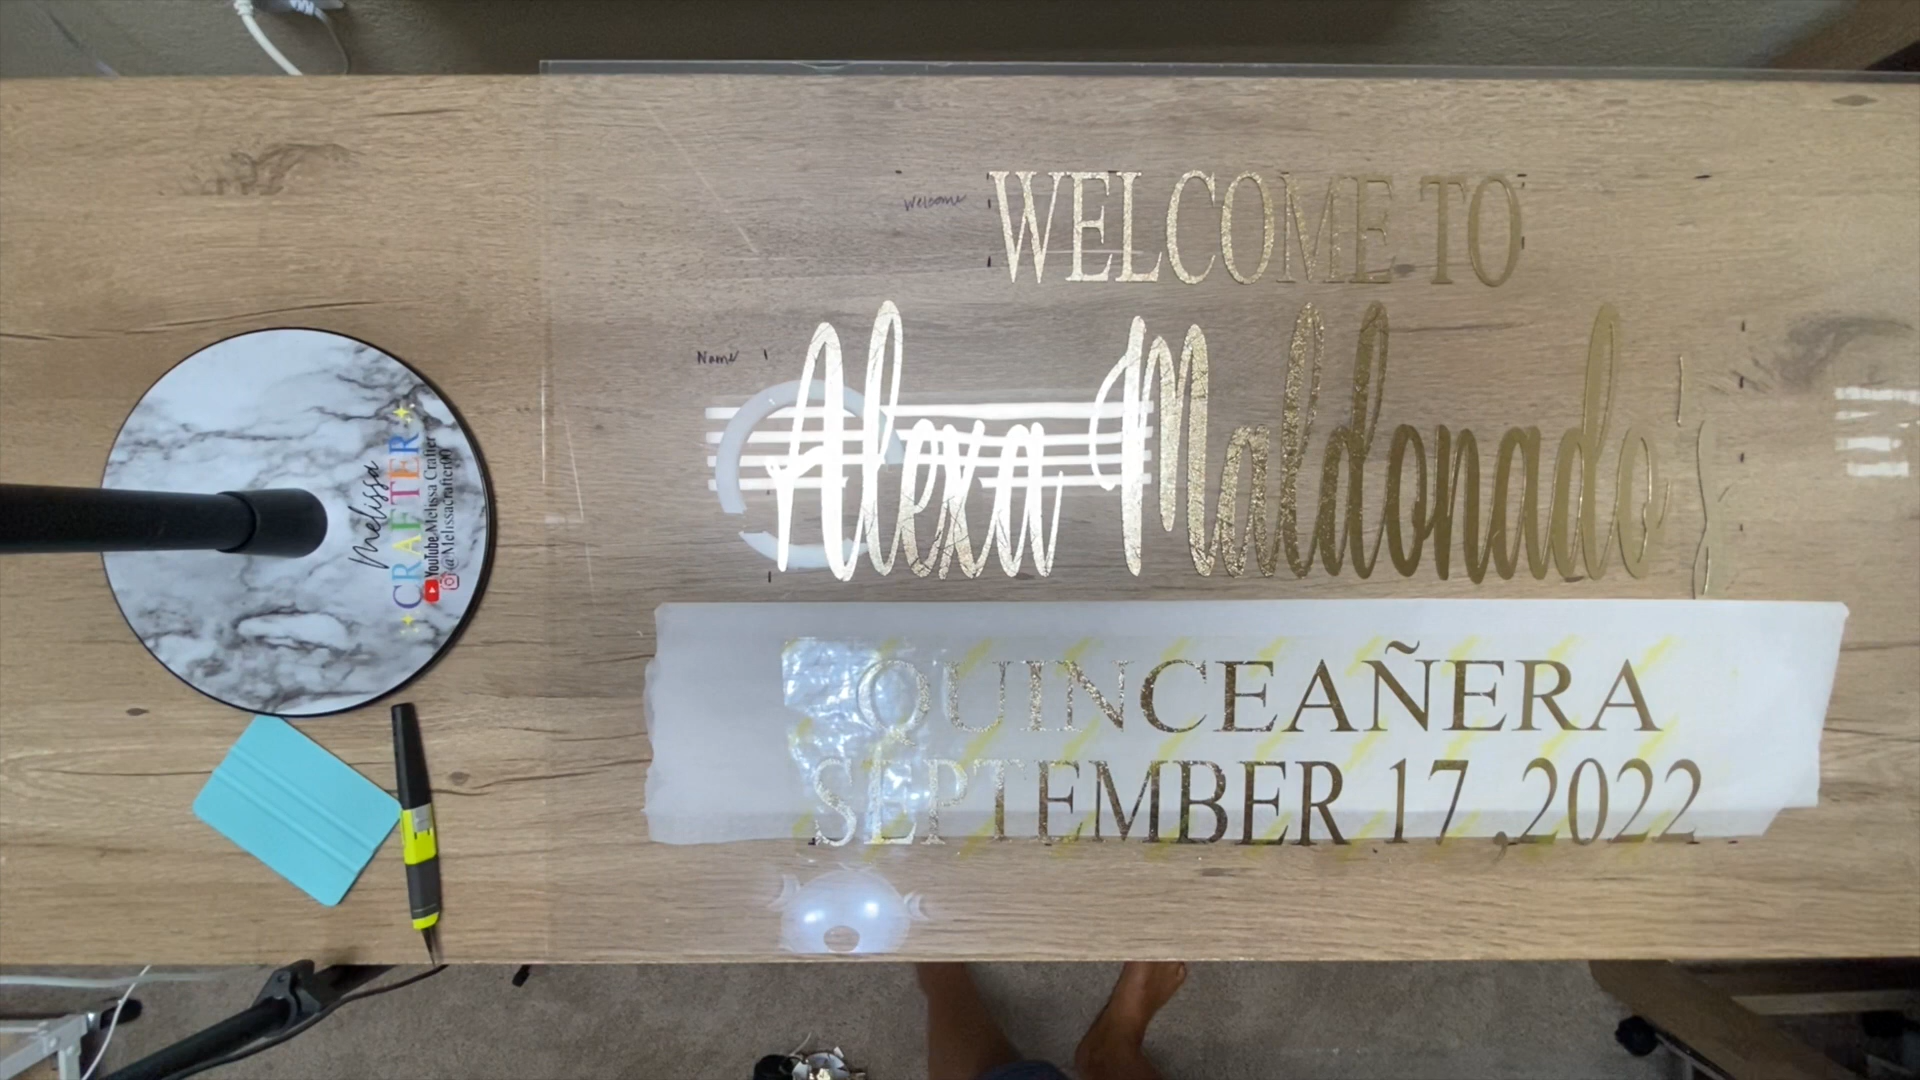 Welcome
WELCOME TO
Name
Alexa Maldonado's
QUINCEAÑERA
SEPTEMBER 17 ,2022
Melissa
CRAFTER
YouTube:Melissa Crafter
@Melissacrafter00